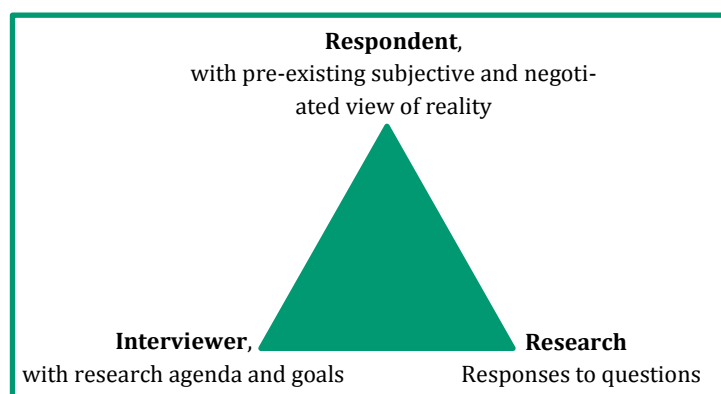 Respondent,
with pre-existing subjective and negoti-
ated view of reality
Interviewer,
with research agenda and goals
Research
Responses to questions